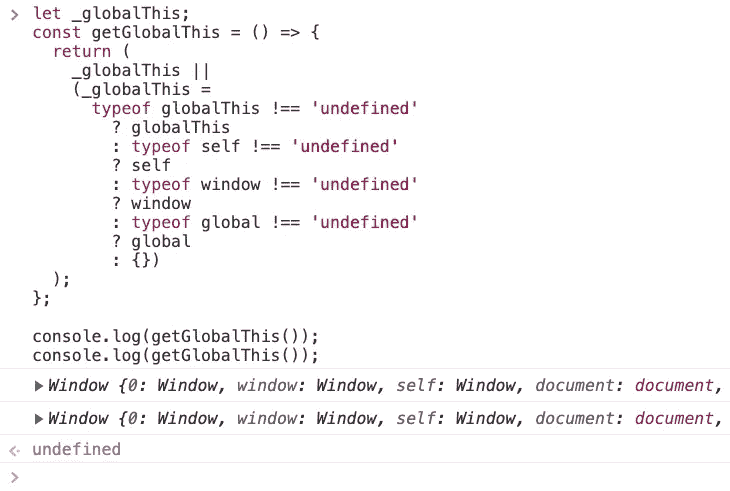 let _globalThis;
const getGlobalThis = () => {
  return (
    _globalThis ||
    (_globalThis =
      typeof globalThis !== 'undefined'
        ? globalThis
        : typeof self !== 'undefined'
        ? self
        : typeof window !== 'undefined'
        ? window
        : typeof global !== 'undefined'
        ? global
        : {})
  );
};

console.log(getGlobalThis());
console.log(getGlobalThis());
Window {0: Window, window: Window, self: Window, document: document,
Window {0: Window, window: Window, self: Window, document: document,
undefined